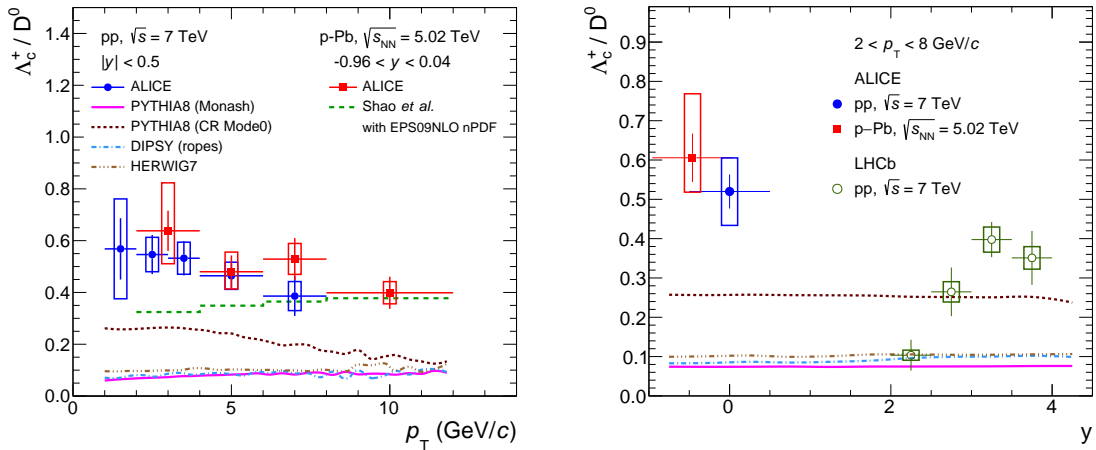 Λc+ / D0
1.4
1.2
1.0
0.8
0.6
0.4
0.2
0
0
5
10
pT (GeV/c)
pp, √s = 7 TeV
|y| < 0.5
ALICE
PYTHIA8 (Monash)
PYTHIA8 (CR Mode0)
DIPSY (ropes)
HERWIG7
p-Pb, √sNN = 5.02 TeV
-0.96 < y < 0.04
ALICE
Shao et al.
with EPS09NLO nPDF
Λc+ / D0
0.9
0.8
0.7
0.6
0.5
0.4
0.3
0.2
0.1
0.0
0
2
4
y
2 < pT < 8 GeV/c
ALICE
pp, √s = 7 TeV
p−Pb, √sNN = 5.02 TeV
LHCb
pp, √s = 7 TeV